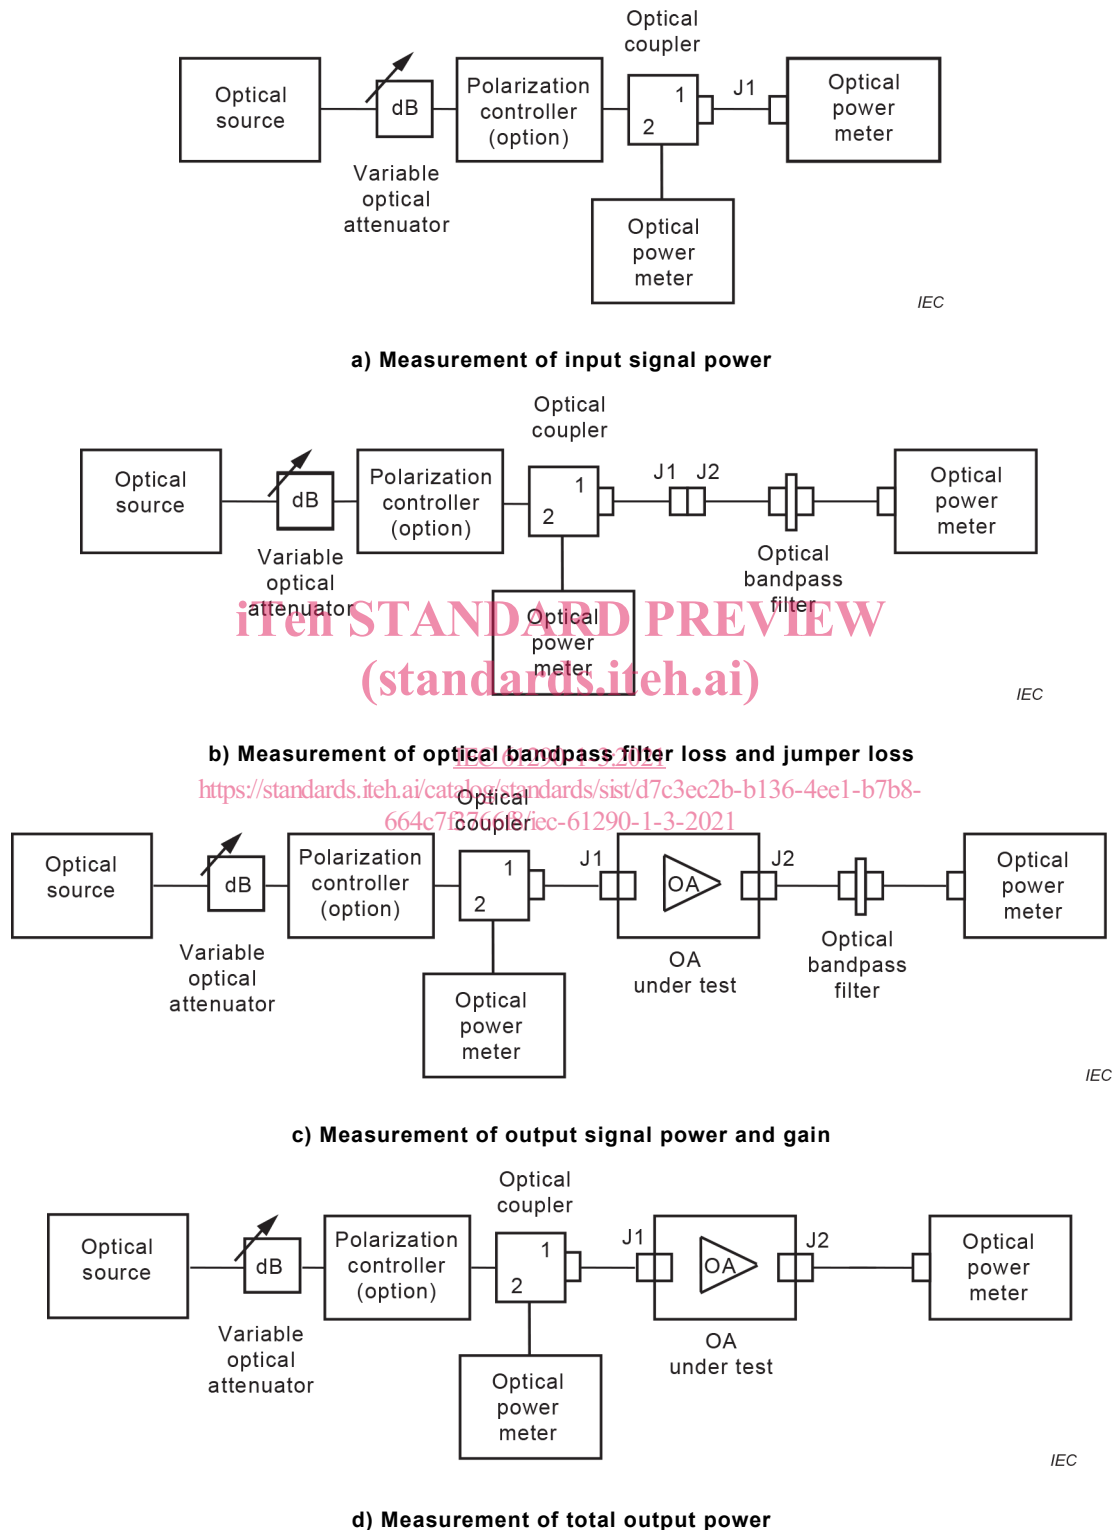 Optical
coupler
Optical
source
dB
Polarization
controller
(option)
1
2
J1
Optical
power
meter
Variable
optical
attenuator
Optical
power
meter
IEC
a) Measurement of input signal power
Optical
coupler
Optical
source
dB
Polarization
controller
(option)
1
2
J1
J2
Optical
power
meter
Variable
optical
attenuator
Optical
bandpass
filter
Optical
power
meter
iTeh STANDARD PREVIEW
(standards.iteh.ai)
IEC
b) Measurement of optical bandpass filter loss and jumper loss
IEC 61290-1-3:2021
https://standards.iteh.ai/catalog/standards/sist/d7c3ec2b-b136-4ee1-b7b8-
664c7f3766f8/iec-61290-1-3-2021
Optical
coupler
Optical
source
dB
Polarization
controller
(option)
1
2
J1
OA
J2
Optical
power
meter
Variable
optical
attenuator
OA
under test
Optical
bandpass
filter
Optical
power
meter
IEC
c) Measurement of output signal power and gain
Optical
coupler
Optical
source
dB
Polarization
controller
(option)
1
2
J1
OA
J2
Optical
power
meter
Variable
optical
attenuator
OA
under test
Optical
power
meter
IEC
d) Measurement of total output power